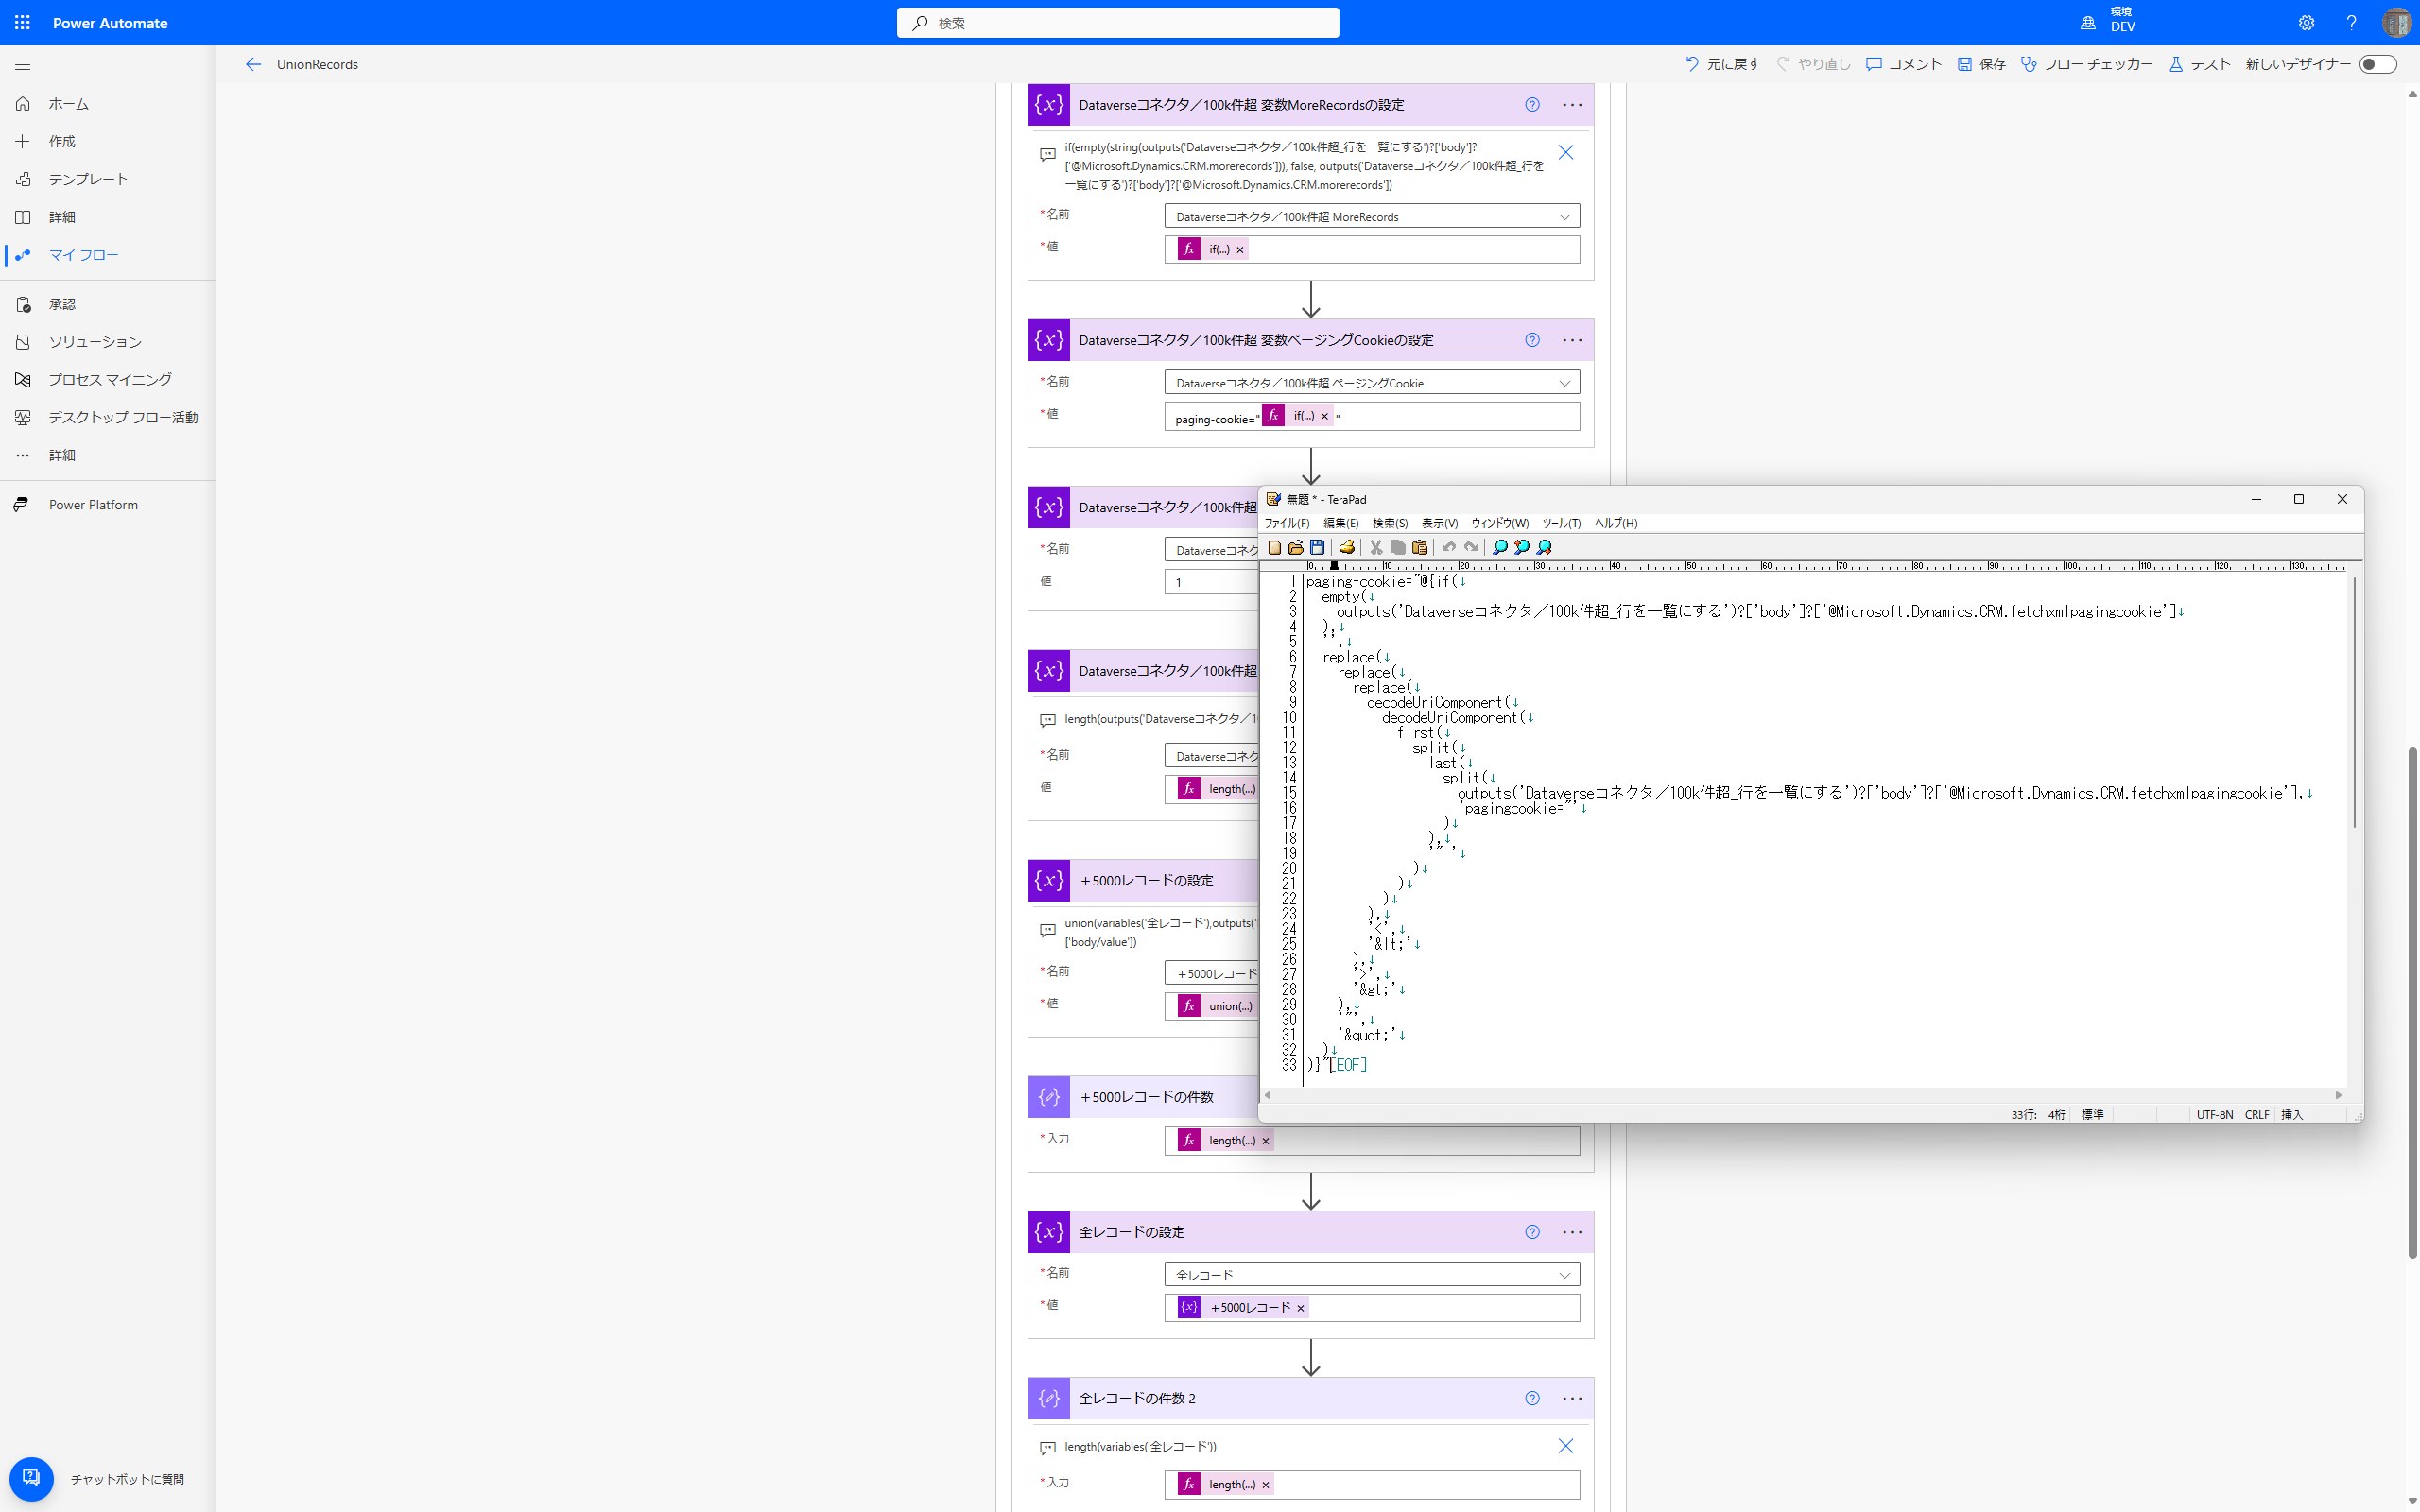 Power Automate
検索
環境
DEV
UnionRecords
元に戻す
やり直し
コメント
保存
フロー チェッカー
テスト
新しいデザイナー
ホーム
作成
テンプレート
詳細
マイ フロー
承認
ソリューション
プロセス マイニング
デスクトップ フロー活動
詳細
Power Platform
チャットボットに質問
Dataverseコネクタ／100k件超 変数MoreRecordsの設定
if(empty(string(outputs('Dataverseコネクタ／100k件超_行を一覧にする')?['body']?
['@Microsoft.Dynamics.CRM.morerecords'])), false, outputs('Dataverseコネクタ／100k件超_行を
一覧にする')?['body']?['@Microsoft.Dynamics.CRM.morerecords'])
*名前
Dataverseコネクタ／100k件超 MoreRecords
*値
if(...)
Dataverseコネクタ／100k件超 変数ページングCookieの設定
*名前
Dataverseコネクタ／100k件超 ページングCookie
*値
paging-cookie=" if(...) "
Dataverseコネクタ／100k件超
*名前
Dataverseコネク
値
1
Dataverseコネクタ／100k件超
length(outputs('Dataverseコネクタ／10
*名前
Dataverseコネク
値
length(...)
＋5000レコードの設定
union(variables('全レコード'),outputs('
['body/value'])
*名前
＋5000レコード
*値
union(...)
＋5000レコードの件数
*入力
length(...)
全レコードの設定
*名前
全レコード
*値
＋5000レコード
全レコードの件数 2
length(variables('全レコード'))
*入力
length(...)
無題 * - TeraPad
ファイル(F) 編集(E) 検索(S) 表示(V) ウィンドウ(W) ツール(T) ヘルプ(H)
0 10 20 30 40 50 60 70 80 90 100 110 120 130
1 paging-cookie="@{if(↓
2 empty(↓
3 outputs('Dataverseコネクタ／100k件超_行を一覧にする')?['body']?['@Microsoft.Dynamics.CRM.fetchxmlpagingcookie']↓
4 ),↓
5 '',↓
6 replace(↓
7 replace(↓
8 replace(↓
9 decodeUriComponent(↓
10 decodeUriComponent(↓
11 first(↓
12 split(↓
13 last(↓
14 split(↓
15 outputs('Dataverseコネクタ／100k件超_行を一覧にする')?['body']?['@Microsoft.Dynamics.CRM.fetchxmlpagingcookie'],↓
16 'pagingcookie="'↓
17 )↓
18 ),↓
19 '" '↓
20 )↓
21 )↓
22 )↓
23 ),↓
24 '<',↓
25 '&lt;'↓
26 ),↓
27 '>',↓
28 '&gt;'↓
29 ),↓
30 '"',↓
31 '&quot;'↓
32 )↓
33 )}"[EOF]
33行: 4桁 標準 UTF-8N CRLF 挿入